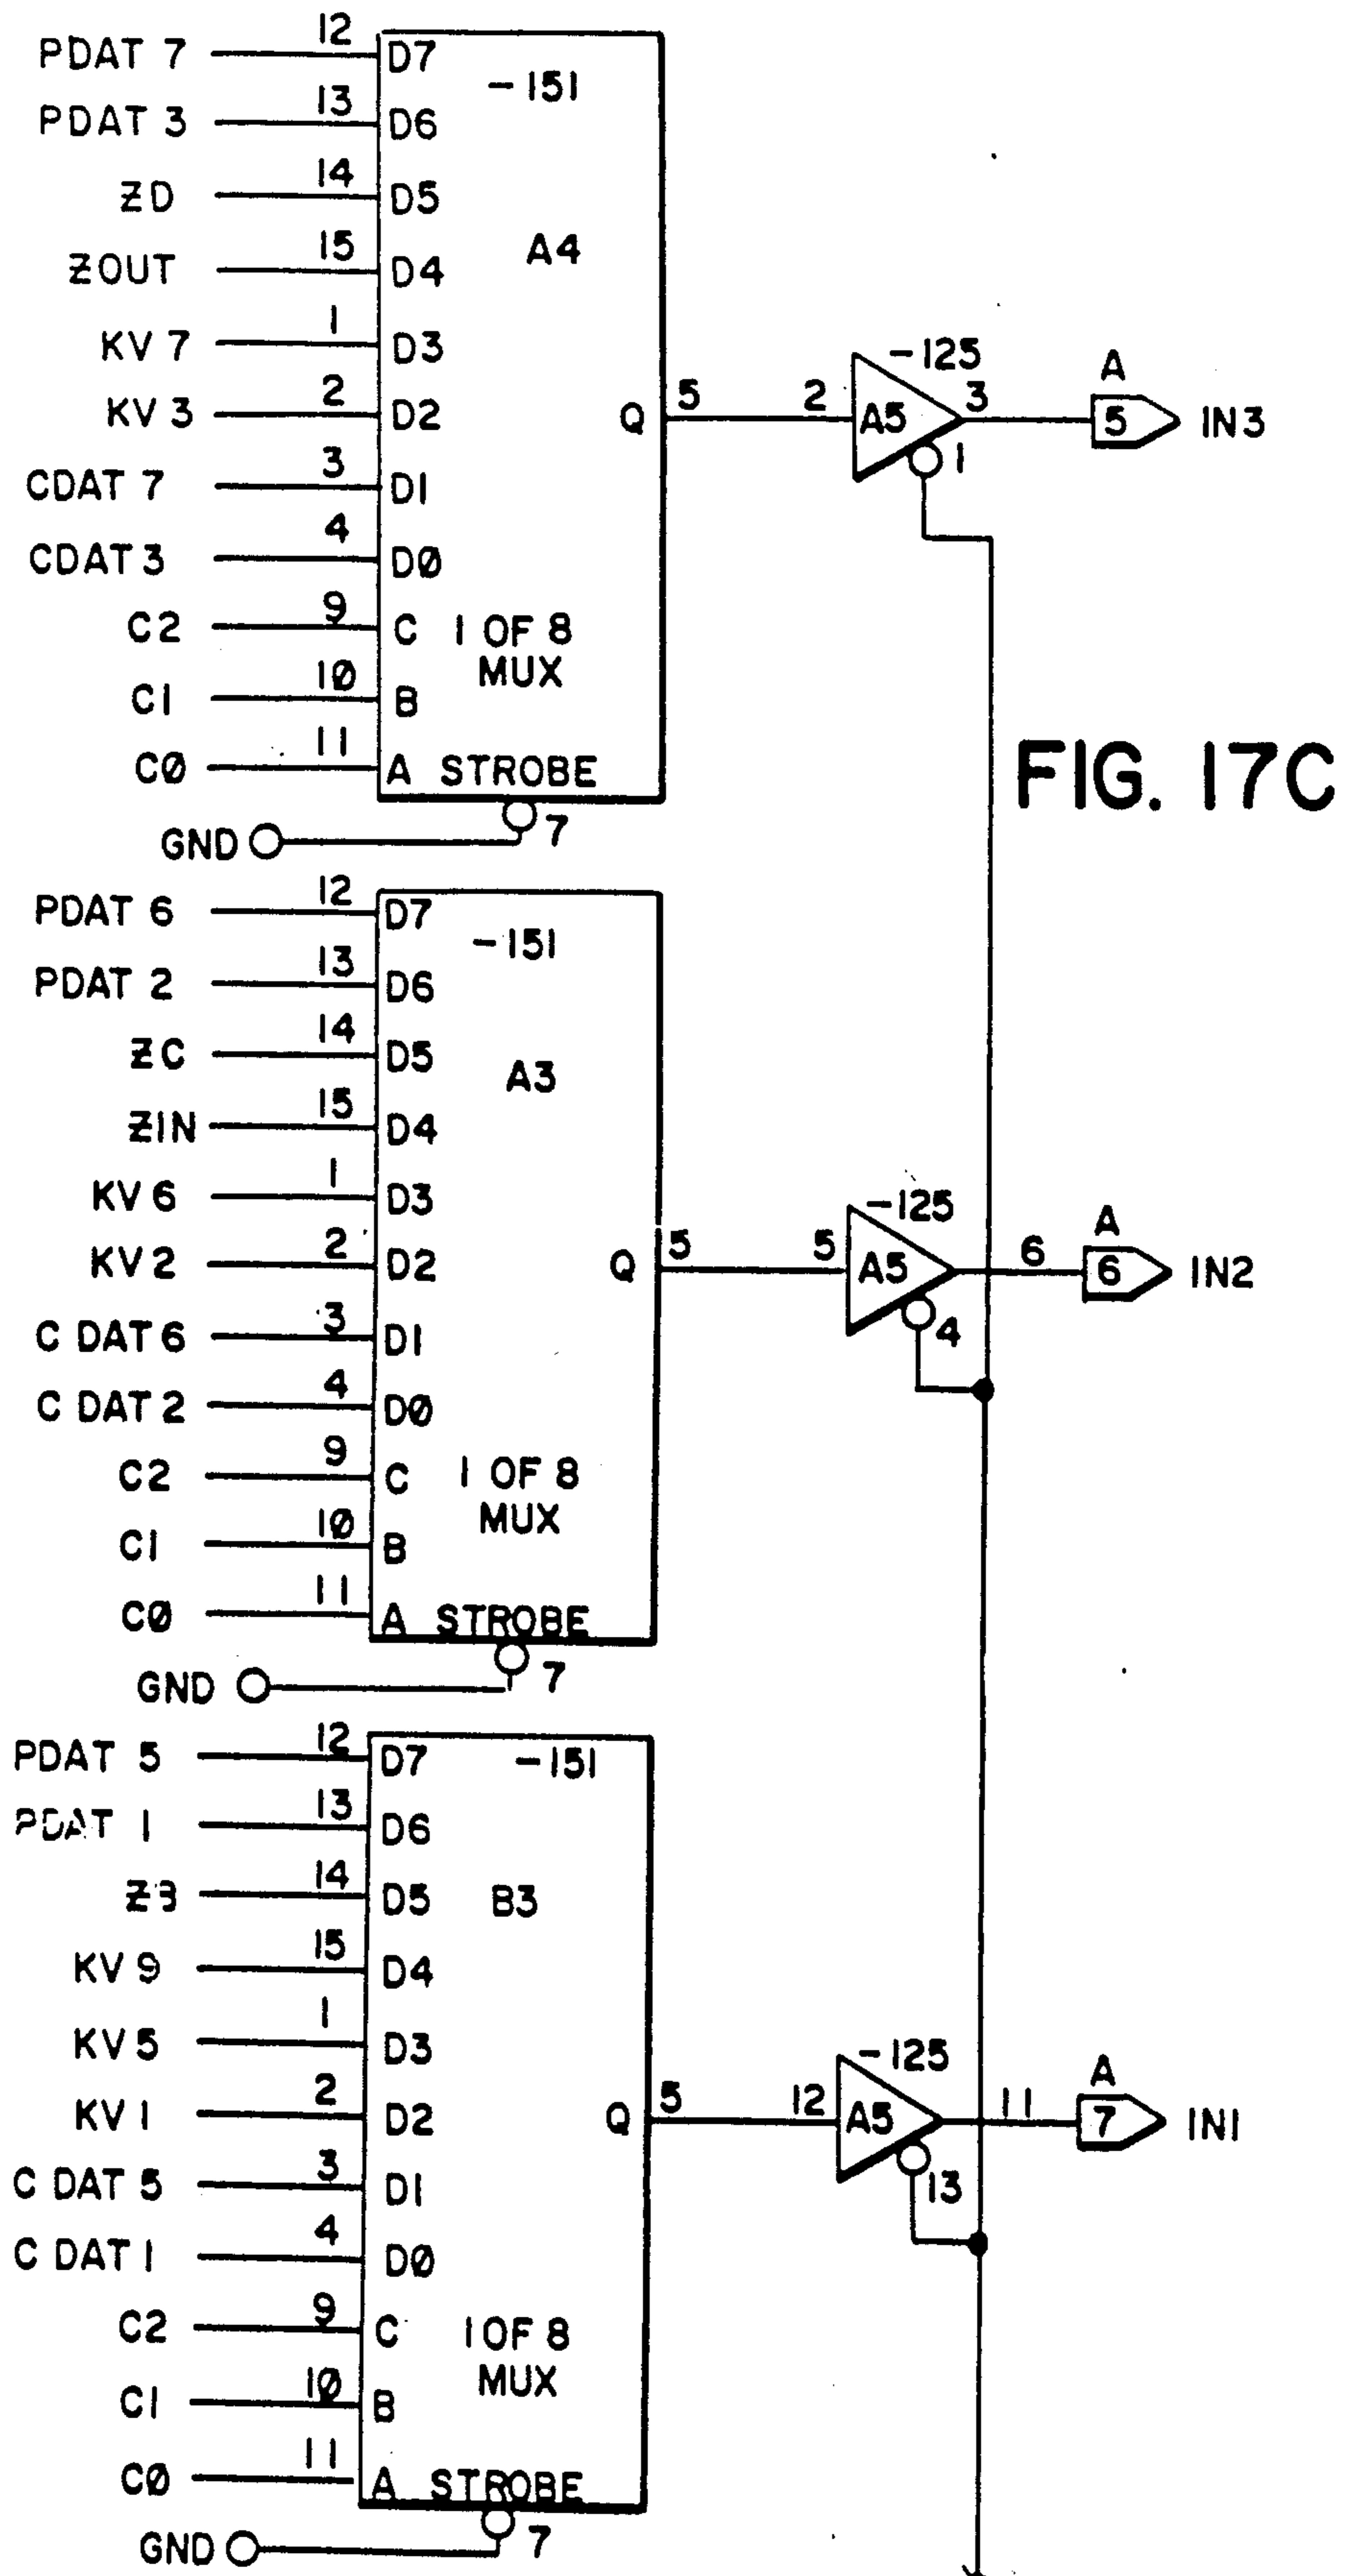 PDAT 7 12 D7 -151
PDAT 3 13 D6
ZD 14 D5 A4
ZOUT 15 D4
KV 7 1 D3 -125 A
KV 3 2 D2 Q 5 2 A5 3 5 IN3
1
CDAT 7 3 D1
CDAT 3 4 D0
C2 9 C 1 OF 8
MUX
C1 10 B
C0 11 A STROBE
GND 7
FIG. 17C
PDAT 6 12 D7 -151
PDAT 2 13 D6
ZC 14 D5 A3
ZIN 15 D4
KV 6 1 D3 -125 A
KV 2 2 D2 Q 5 5 A5 6 6 IN2
4
C DAT 6 3 D1
C DAT 2 4 D0
C2 9 C 1 OF 8
MUX
C1 10 B
C0 11 A STROBE
GND 7
PDAT 5 12 D7 -151
PDAT 1 13 D6
ZB 14 D5 B3
KV 9 15 D4
KV 5 1 D3 -125 A
KV 1 2 D2 Q 5 12 A5 11 7 IN1
13
C DAT 5 3 D1
C DAT 1 4 D0
C2 9 C 1 OF 8
MUX
C1 10 B
C0 11 A STROBE
GND 7